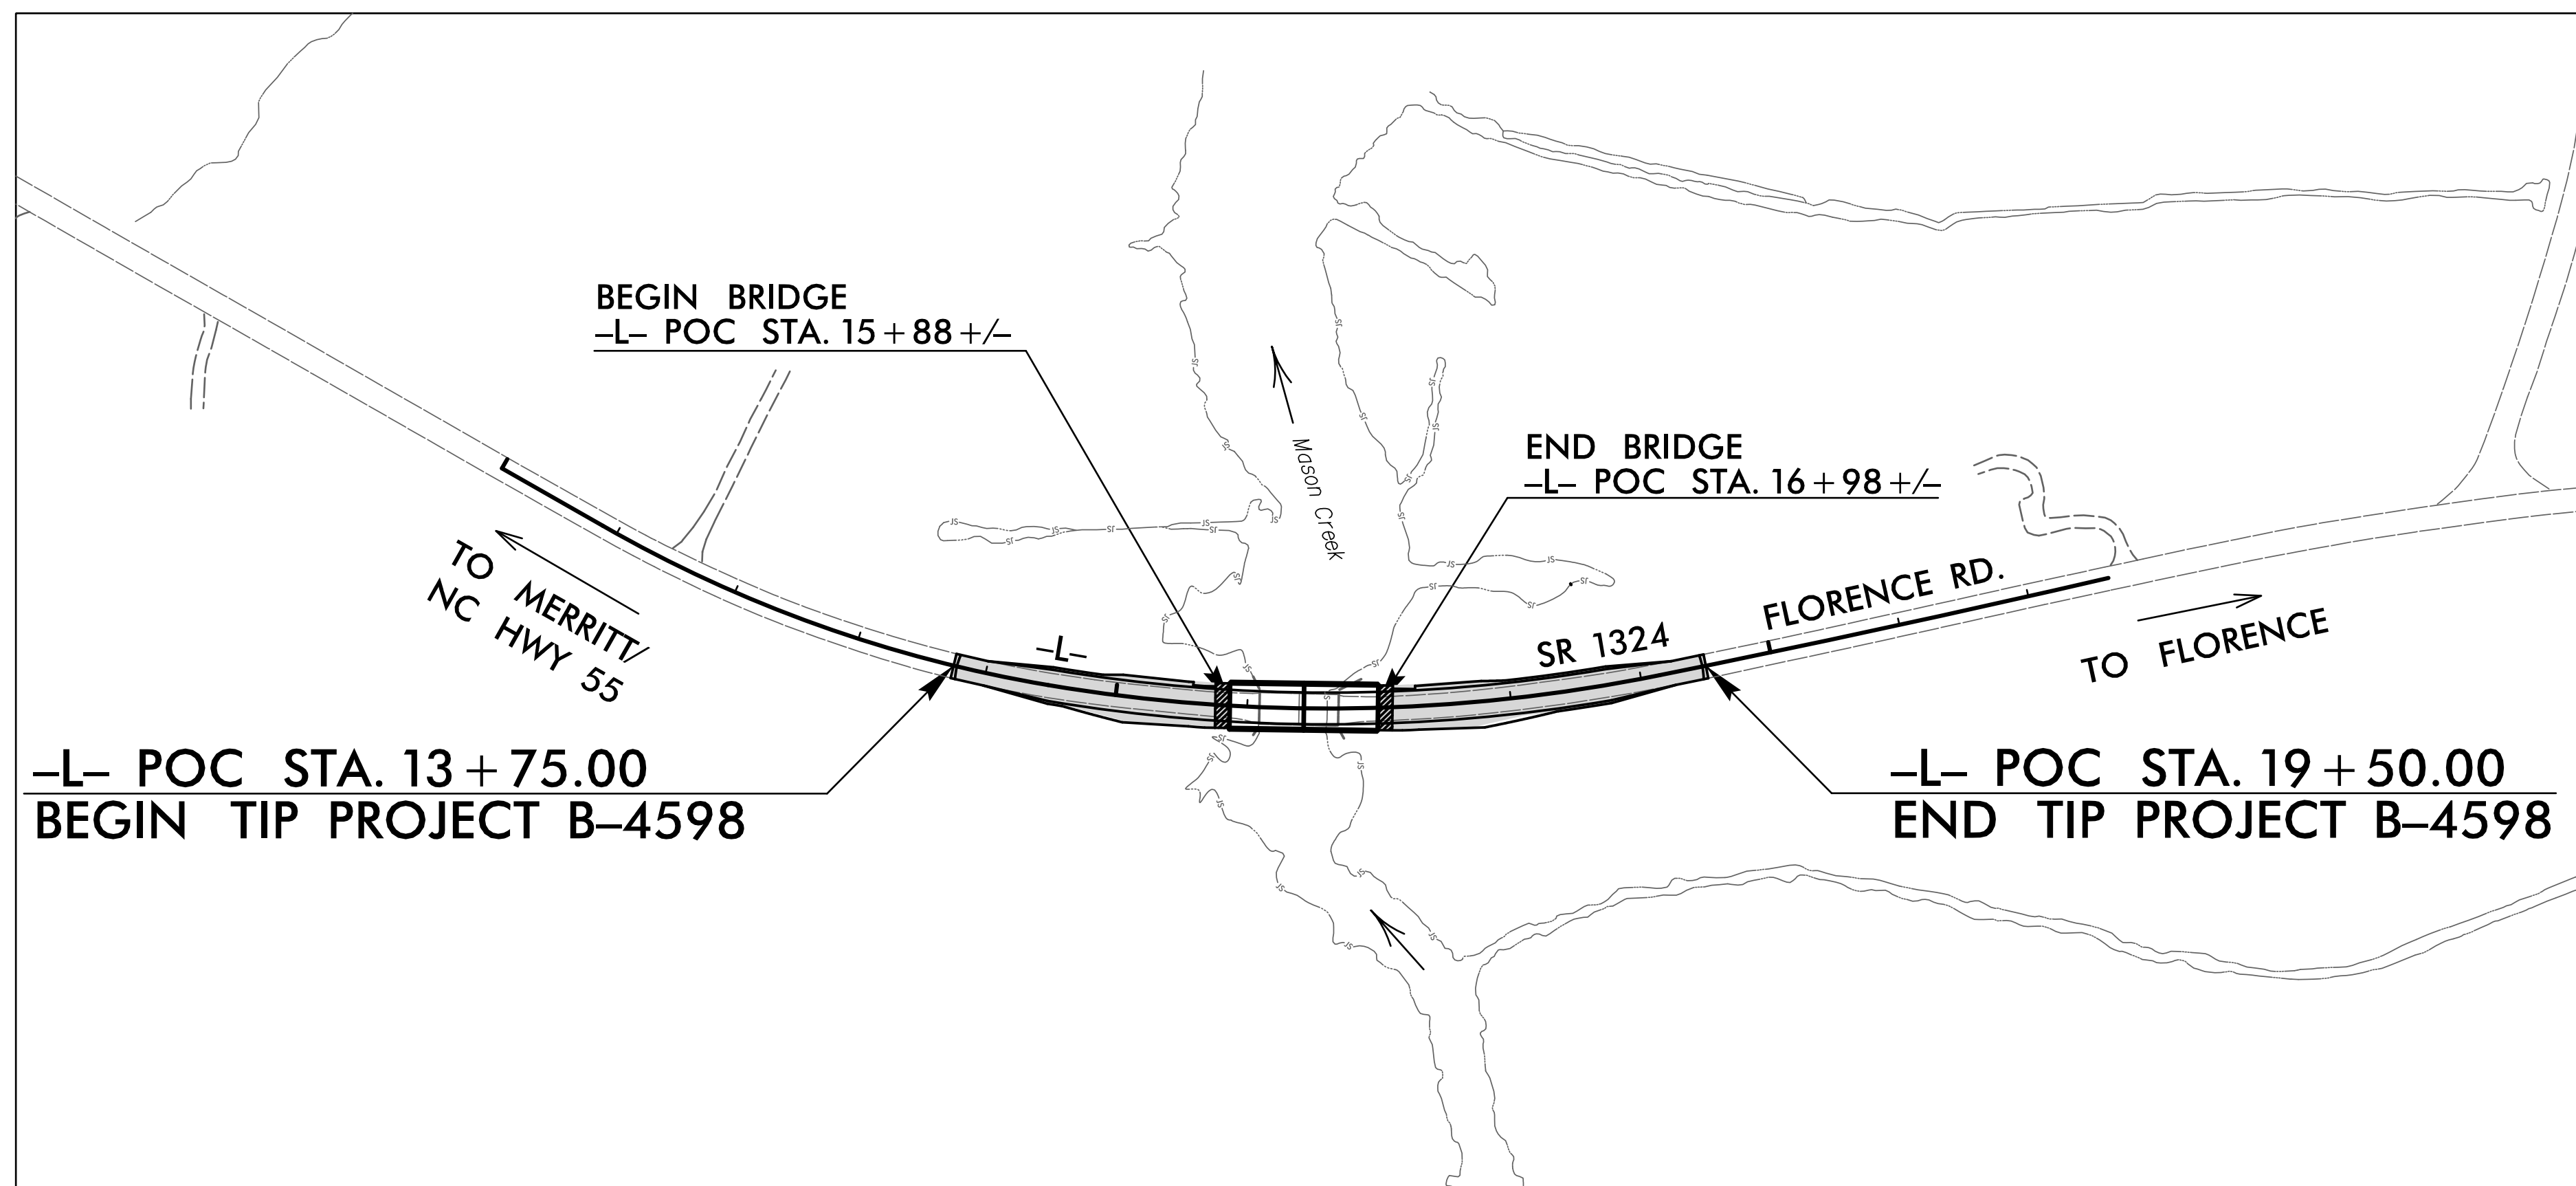 BEGIN BRIDGE
–L– POC STA. 15+88 +/–
Mason Creek
END BRIDGE
–L– POC STA. 16+98 +/–
TO MERRITT/
NC HWY 55
–L–
SR 1324
FLORENCE RD.
TO FLORENCE
–L– POC STA. 13+75.00
BEGIN TIP PROJECT B–4598
–L– POC STA. 19+50.00
END TIP PROJECT B–4598